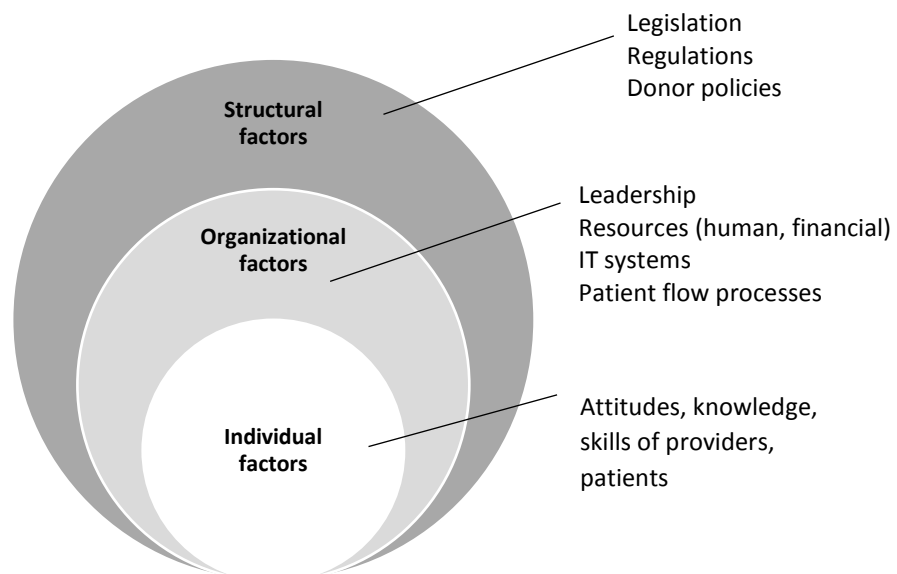 Legislation
Regulations
Donor policies
Structural
factors
Leadership
Resources (human, financial)
IT systems
Patient flow processes
Organizational
factors
Attitudes, knowledge,
skills of providers,
patients
Individual
factors